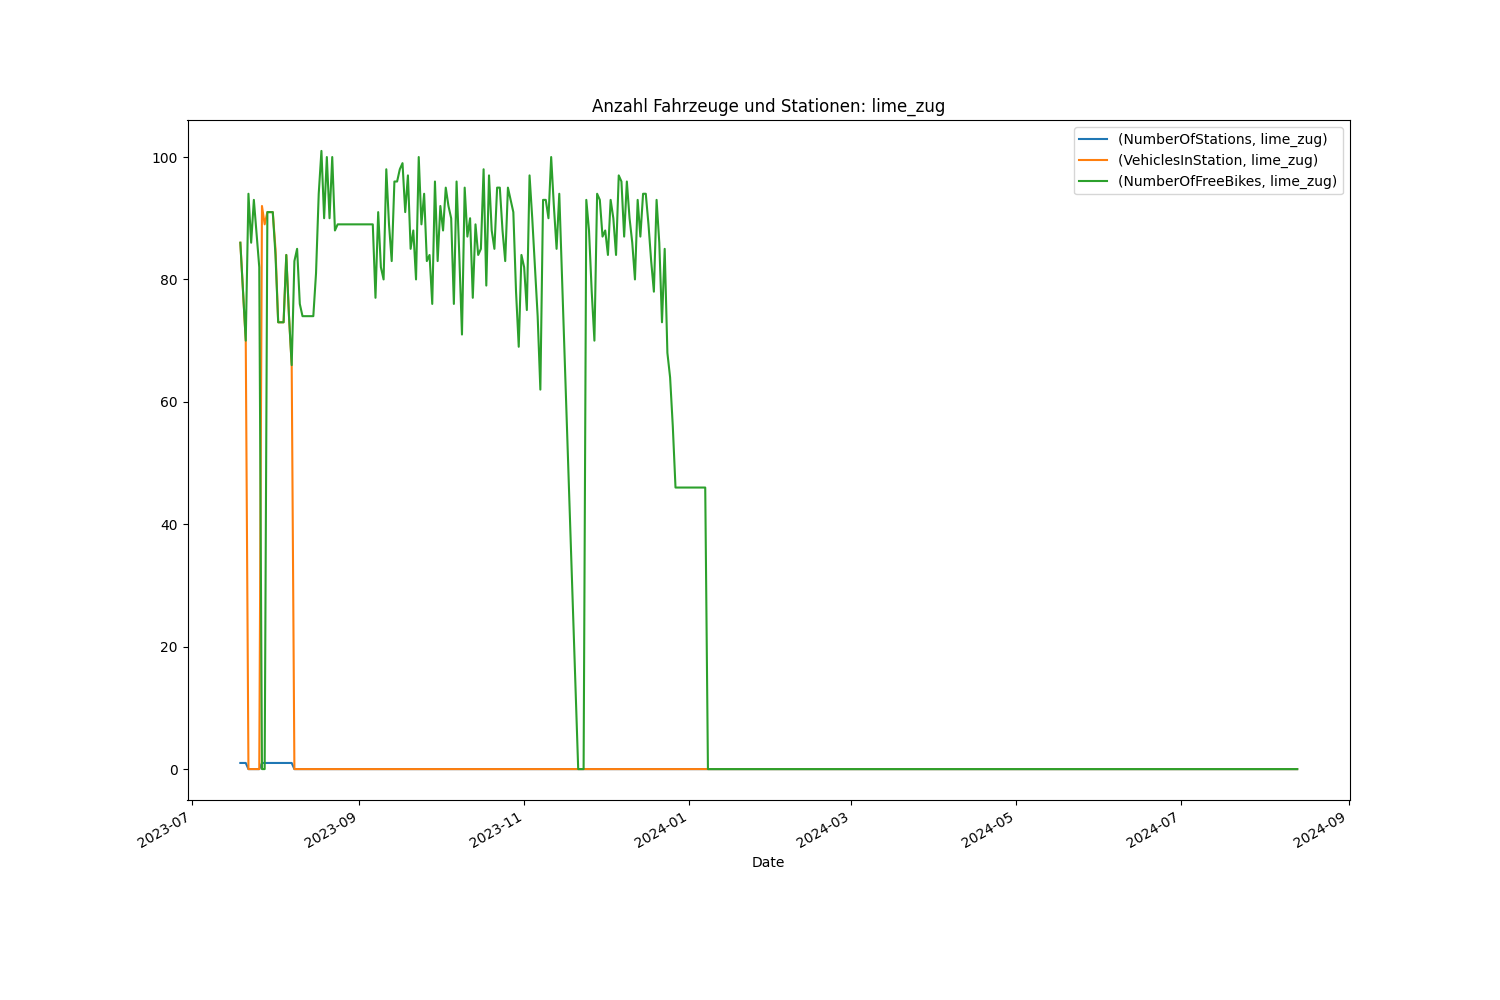 Anzahl Fahrzeuge und Stationen: lime_zug
(NumberOfStations, lime_zug)
(VehiclesInStation, lime_zug)
(NumberOfFreeBikes, lime_zug)
100
80
60
40
20
0
2023-07
2023-09
2023-11
2024-01
2024-03
2024-05
2024-07
2024-09
Date